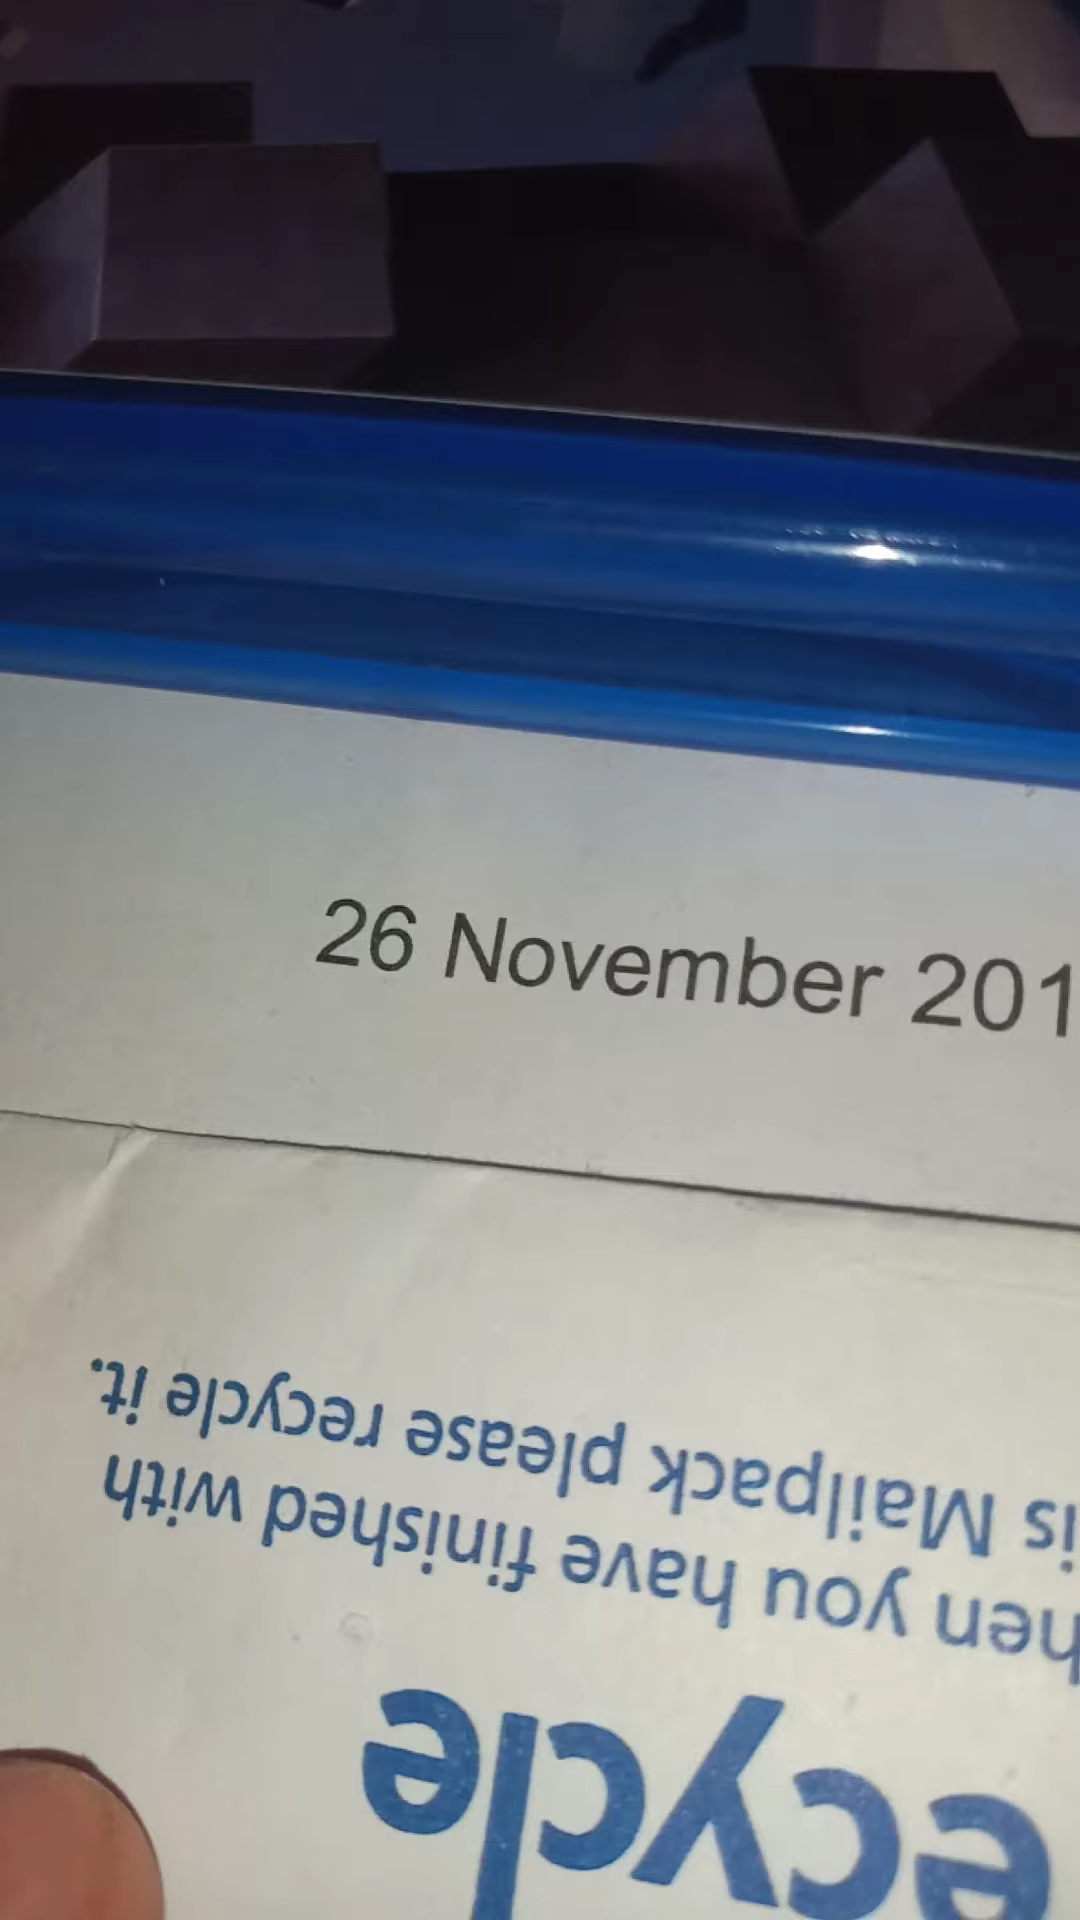 26 November 201
ecycle
hen you have finished with
is Mailpack please recycle it.